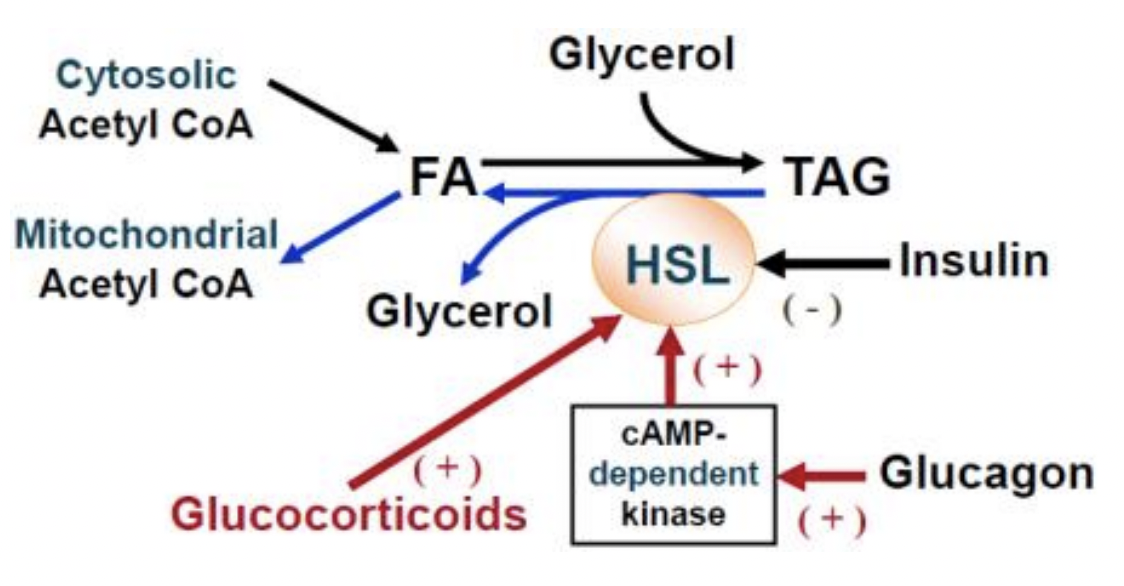 Glycerol
Cytosolic
Acetyl CoA
FA
TAG
Mitochondrial
Acetyl CoA
HSL
Insulin
( - )
Glycerol
( + )
cAMP-
dependent
kinase
Glucagon
( + )
( + )
Glucocorticoids